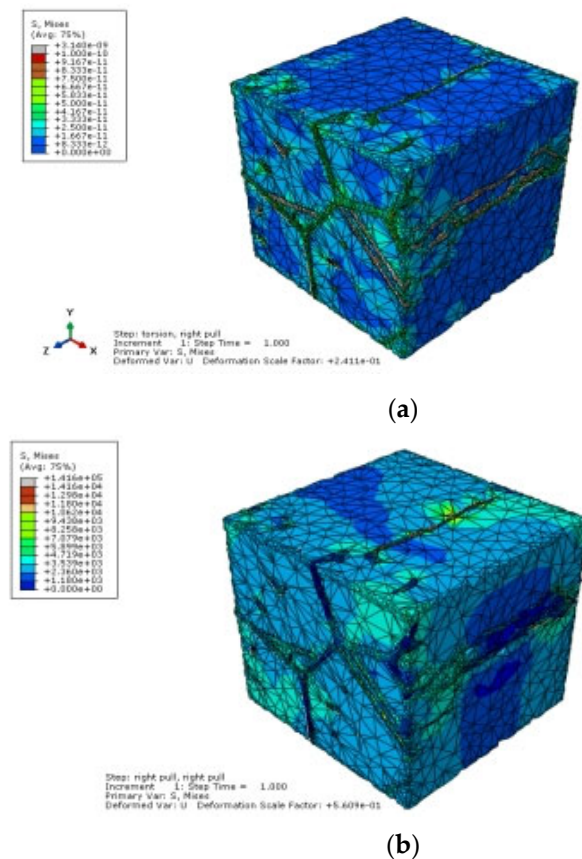 S, Mises
(Avg: 75%)
+3.140e-09
+1.000e-10
+9.167e-11
+8.333e-11
+7.500e-11
+6.667e-11
+5.833e-11
+5.000e-11
+4.167e-11
+3.333e-11
+2.500e-11
+1.667e-11
+8.333e-12
+0.000e+00
Y
Z X
Step: torsion, right pull
Increment 1: Step Time = 1.000
Primary Var: S, Mises
Deformed Var: U Deformation Scale Factor: +2.411e-01
(a)
S, Mises
(Avg: 75%)
+1.416e+05
+1.416e+04
+1.298e+04
+1.180e+04
+1.062e+04
+9.438e+03
+8.258e+03
+7.079e+03
+5.899e+03
+4.719e+03
+3.539e+03
+2.360e+03
+1.180e+03
+0.000e+00
Step: right pull, right pull
Increment 1: Step Time = 1.000
Primary Var: S, Mises
Deformed Var: U Deformation Scale Factor: +5.609e-01
(b)